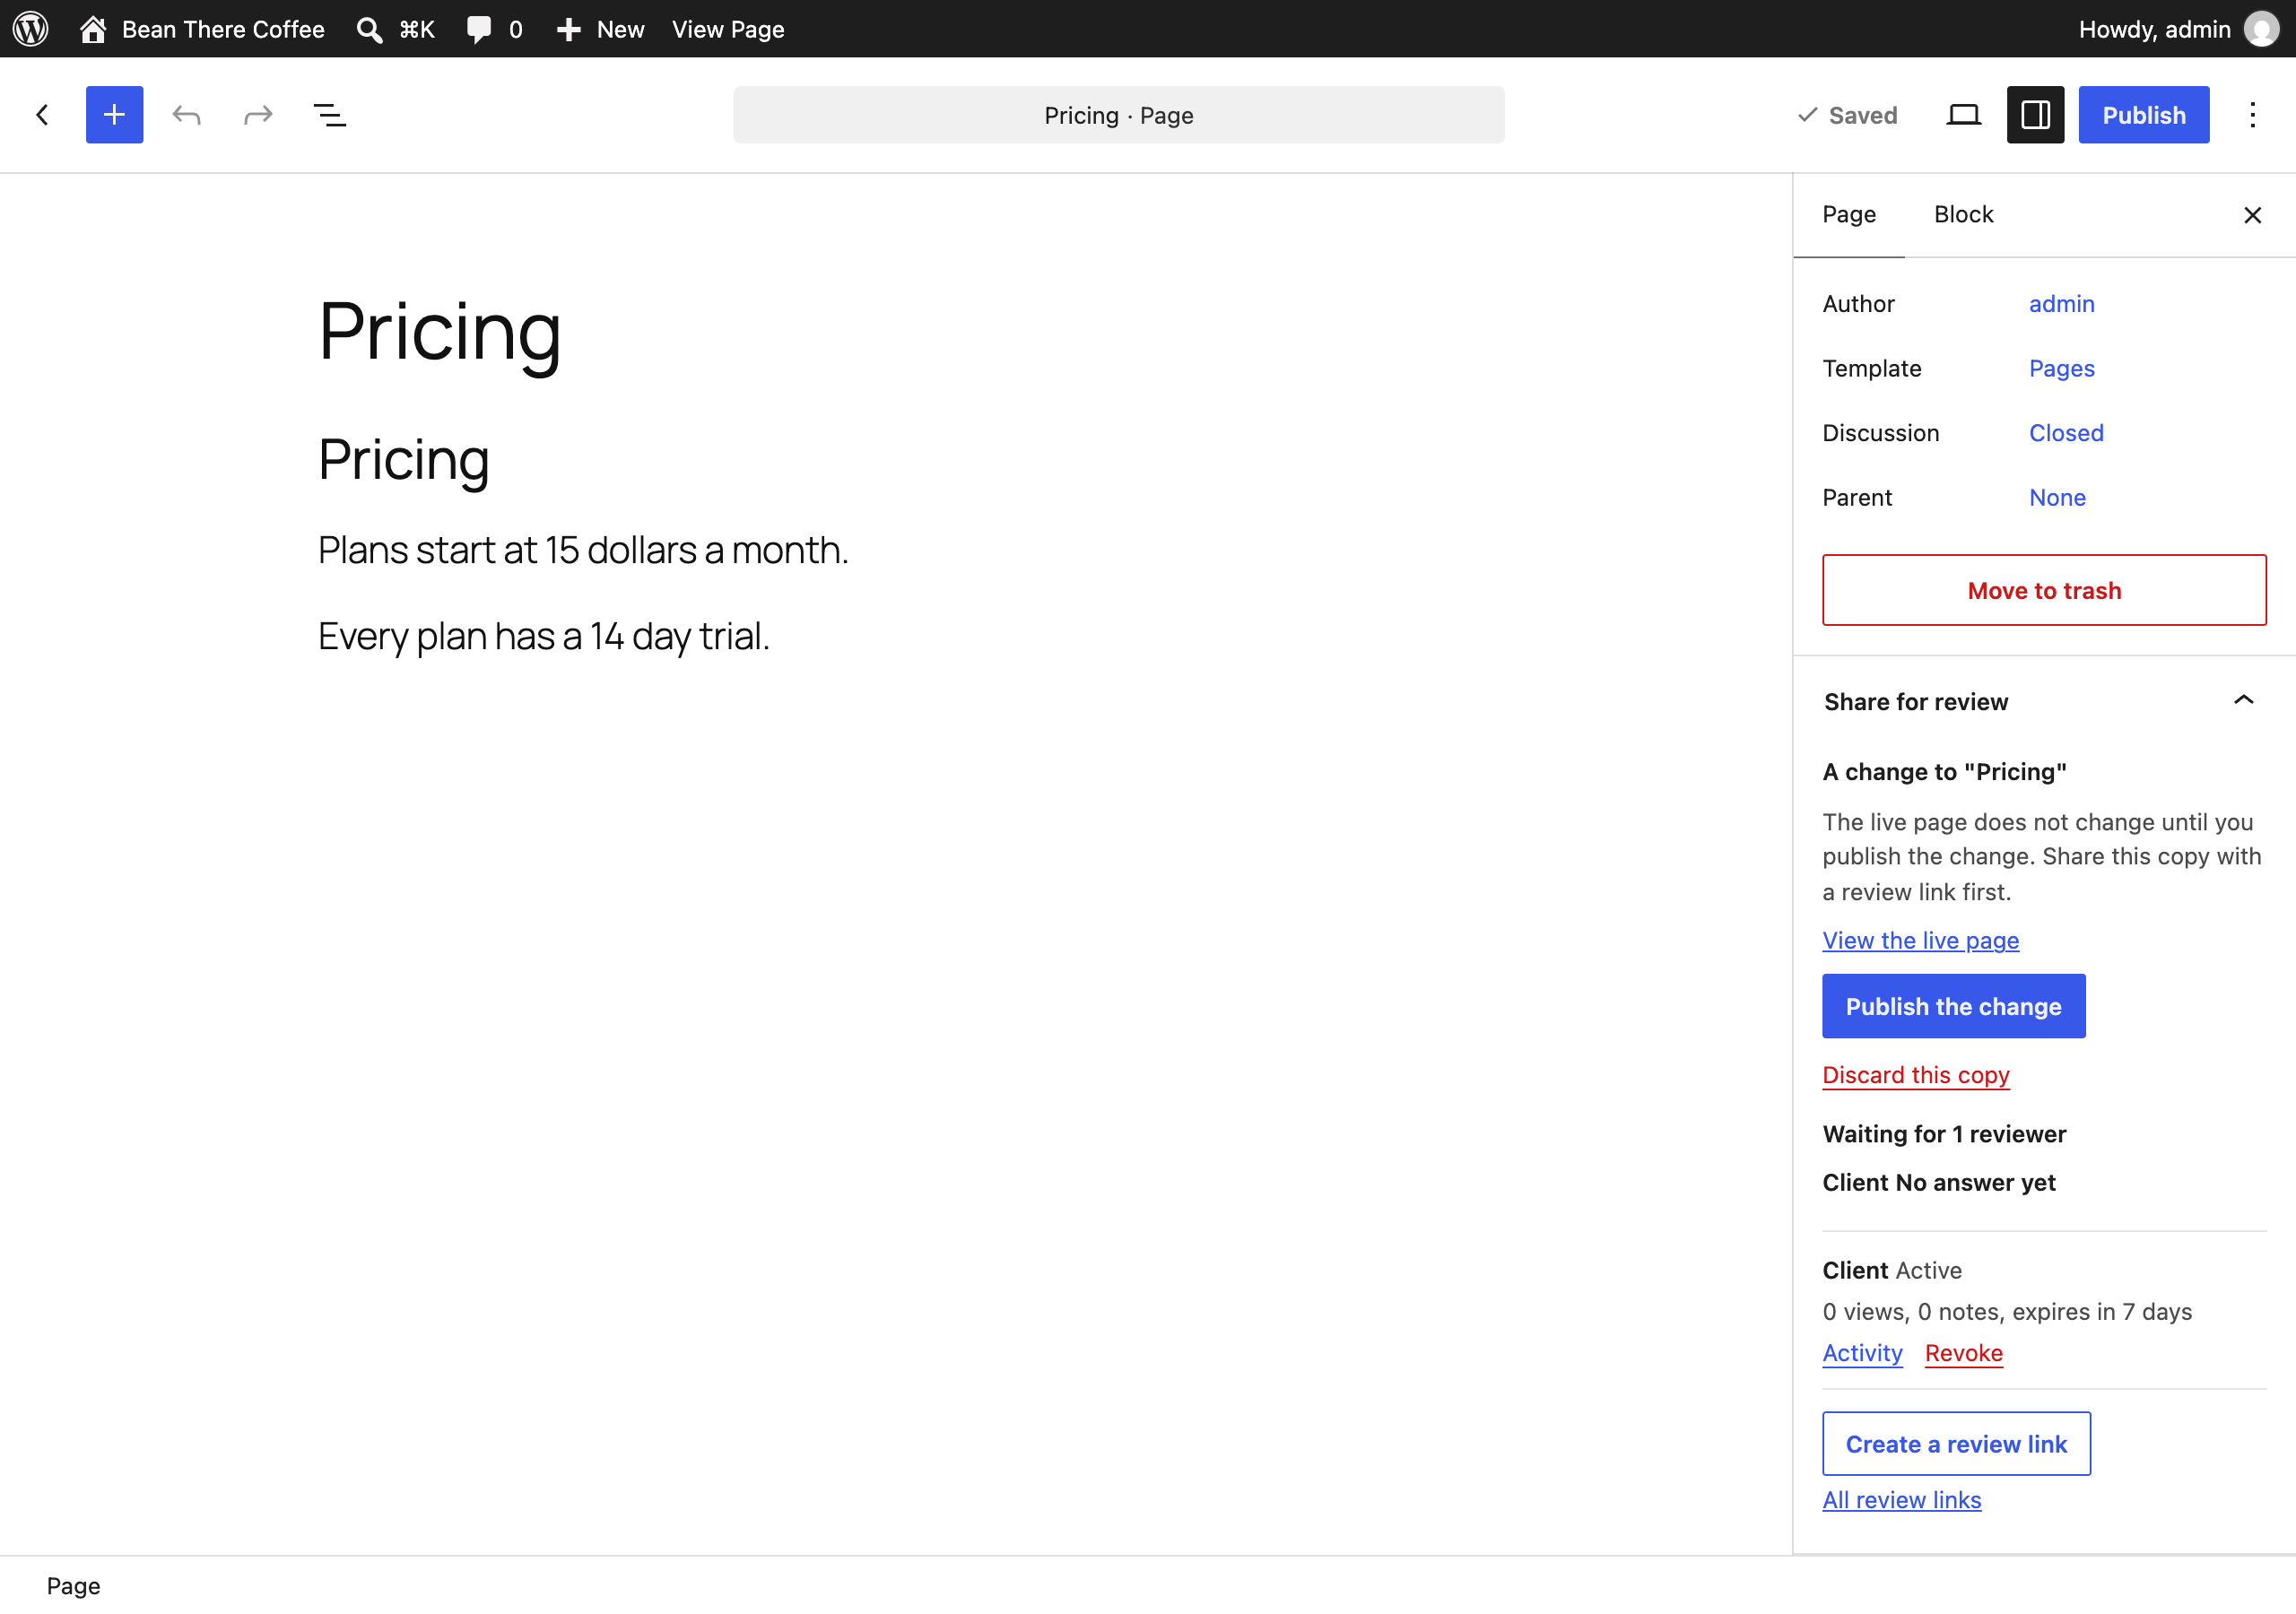 Bean There Coffee ⌘K 0 New View Page Howdy, admin
Pricing · Page Saved Publish
Page Block
Pricing
Pricing
Plans start at 15 dollars a month.
Every plan has a 14 day trial.
Author admin
Template Pages
Discussion Closed
Parent None
Move to trash
Share for review
A change to "Pricing"
The live page does not change until you
publish the change. Share this copy with
a review link first.
View the live page
Publish the change
Discard this copy
Waiting for 1 reviewer
Client No answer yet
Client Active
0 views, 0 notes, expires in 7 days
Activity Revoke
Create a review link
All review links
Page